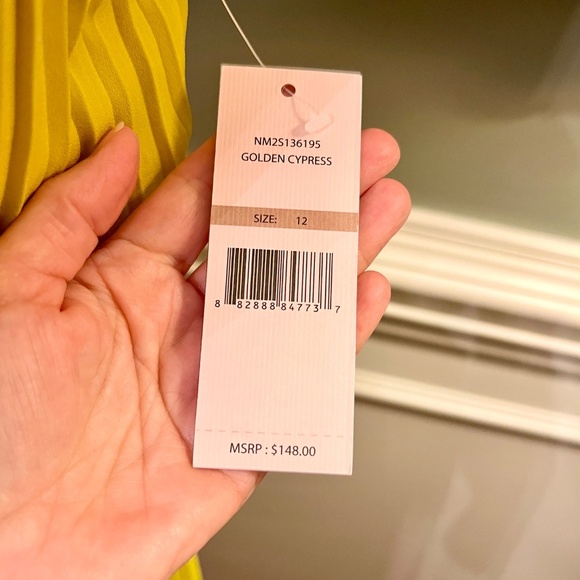 NM2S136195
GOLDEN CYPRESS
SIZE: 12
8 82888 84773 7
MSRP : $148.00